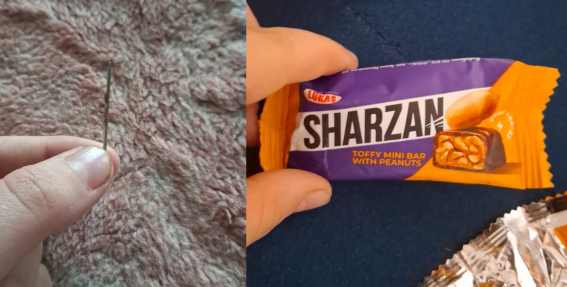 LUKAS
SHARZAN
TOFFY MINI BAR
WITH PEANUTS